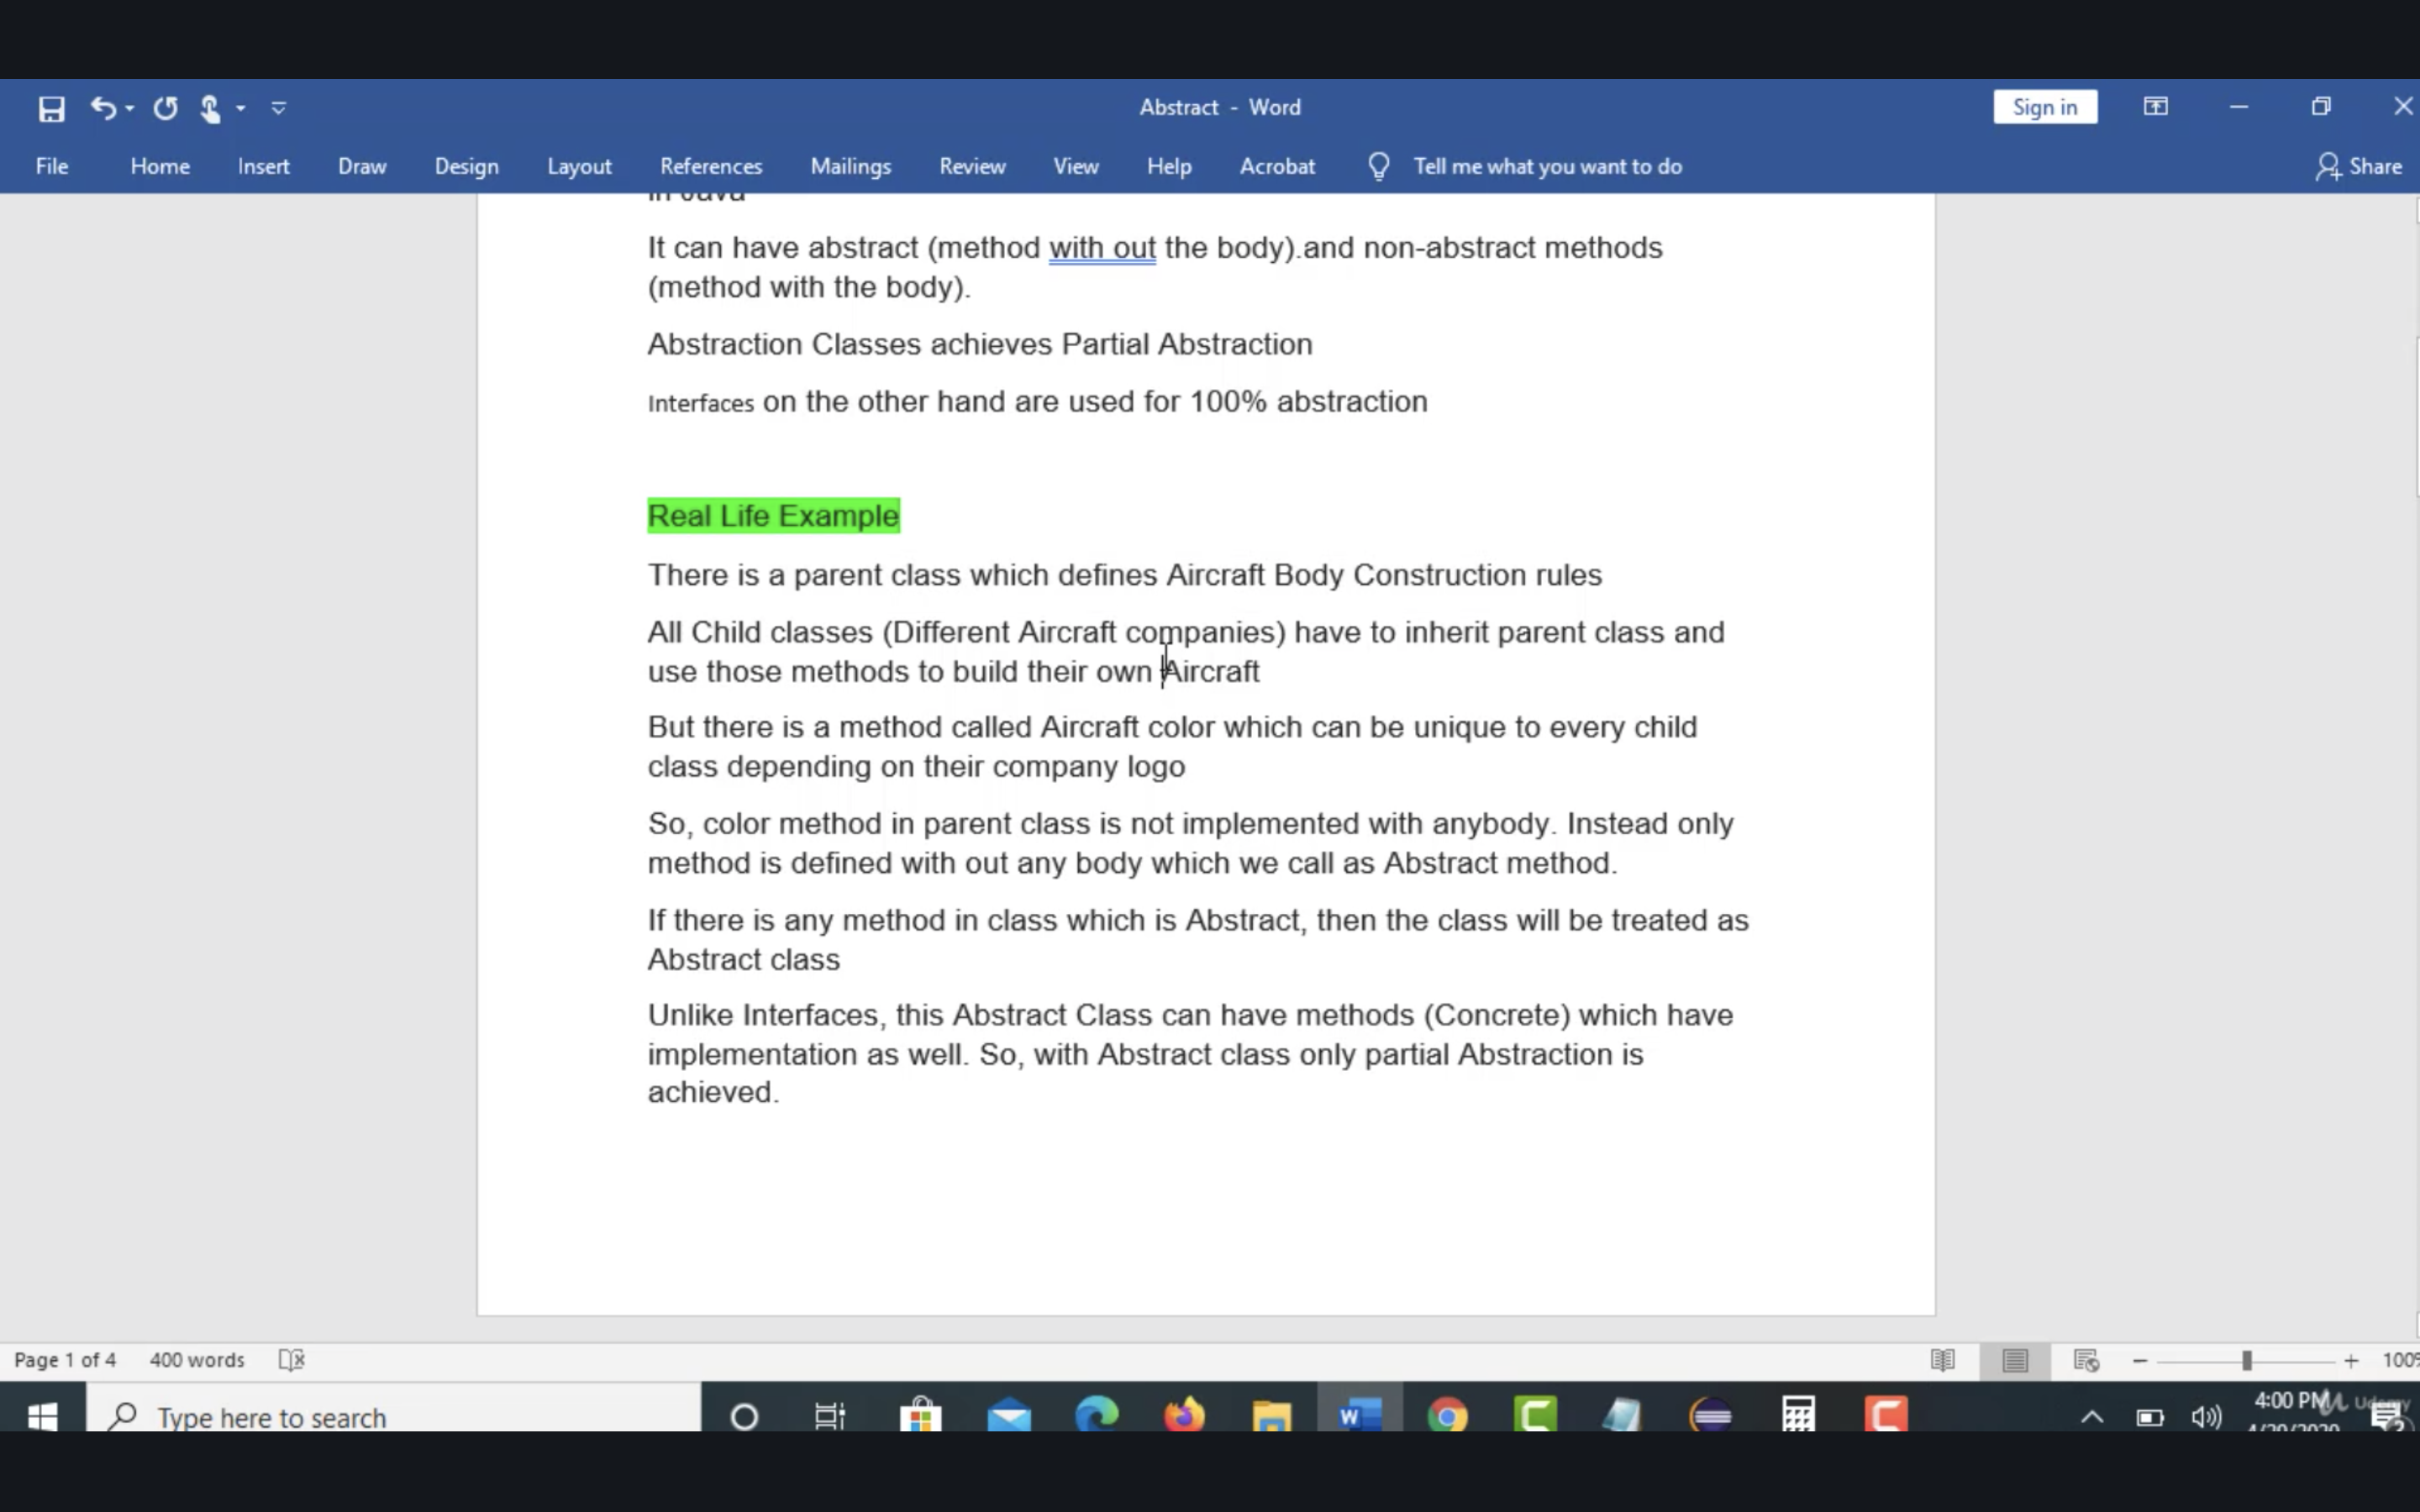 Abstract - Word
Sign in
File Home Insert Draw Design Layout References Mailings Review View Help Acrobat Tell me what you want to do Share
in Java
It can have abstract (method with out the body).and non-abstract methods
(method with the body).
Abstraction Classes achieves Partial Abstraction
Interfaces on the other hand are used for 100% abstraction
Real Life Example
There is a parent class which defines Aircraft Body Construction rules
All Child classes (Different Aircraft companies) have to inherit parent class and
use those methods to build their own Aircraft
But there is a method called Aircraft color which can be unique to every child
class depending on their company logo
So, color method in parent class is not implemented with anybody. Instead only
method is defined with out any body which we call as Abstract method.
If there is any method in class which is Abstract, then the class will be treated as
Abstract class
Unlike Interfaces, this Abstract Class can have methods (Concrete) which have
implementation as well. So, with Abstract class only partial Abstraction is
achieved.
Page 1 of 4 400 words 100%
Type here to search
4:00 PM Udemy